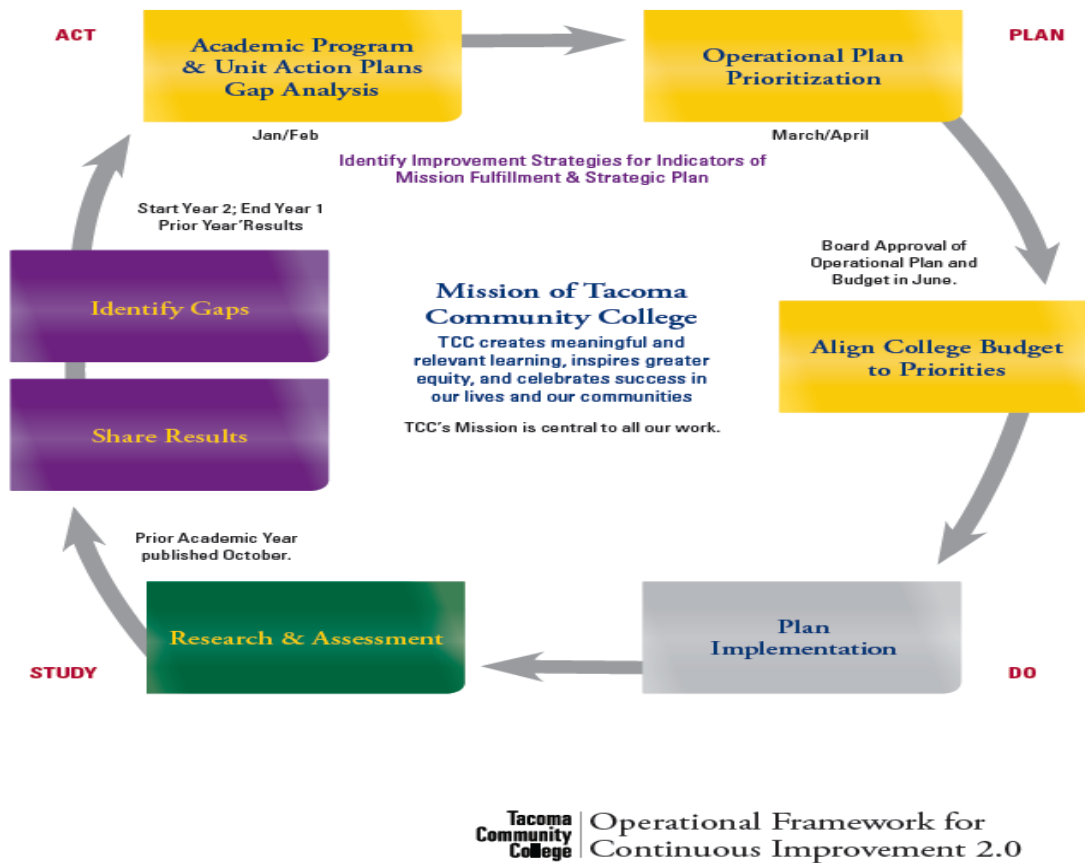 ACT
Academic Program
& Unit Action Plans
Gap Analysis
Operational Plan
Prioritization
PLAN
Jan/Feb
March/April
Identify Improvement Strategies for Indicators of
Mission Fulfillment & Strategic Plan
Start Year 2; End Year 1
Prior Year'Results
Board Approval of
Operational Plan and
Budget in June.
Identify Gaps
Mission of Tacoma
Community College
TCC creates meaningful and
relevant learning, inspires greater
equity, and celebrates success in
our lives and our communities
TCC's Mission is central to all our work.
Align College Budget
to Priorities
Share Results
Prior Academic Year
published October.
Research & Assessment
Plan
Implementation
STUDY
DO
Tacoma
Community
College
Operational Framework for
Continuous Improvement 2.0